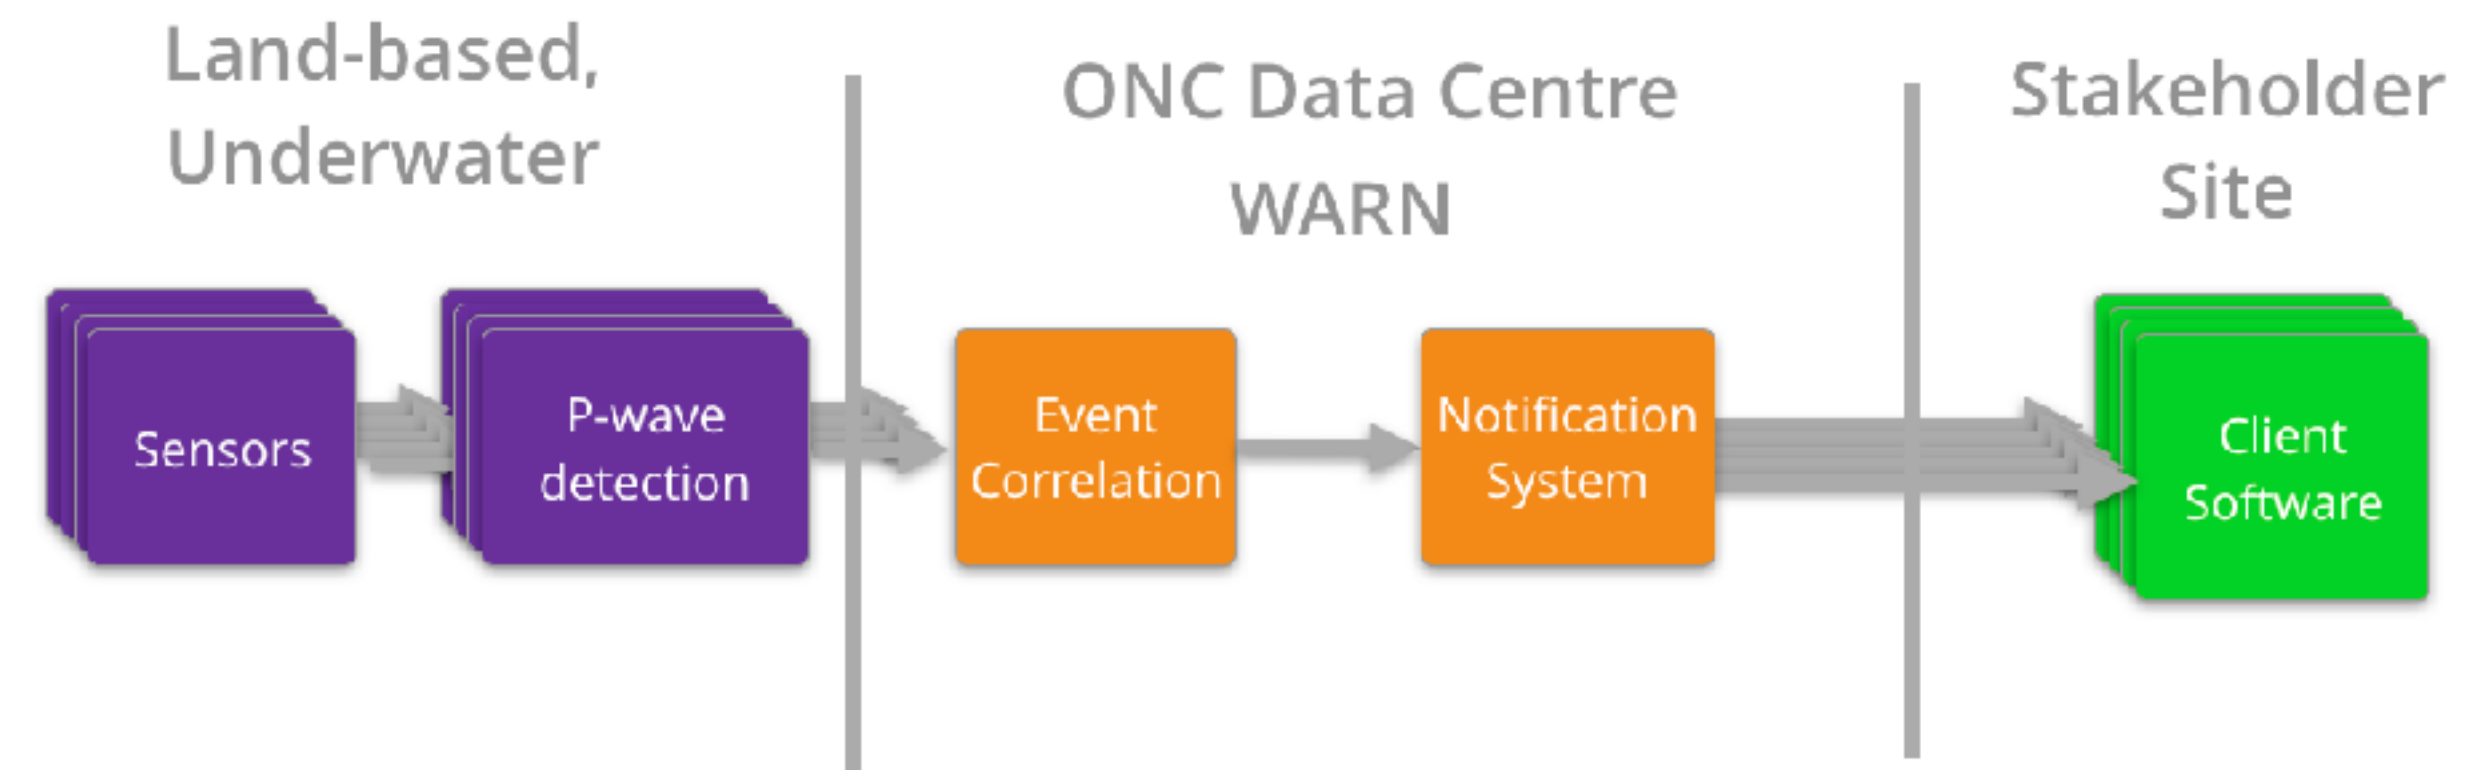 Land-based,
Underwater
ONC Data Centre
WARN
Stakeholder
Site
Sensors
P-wave
detection
Event
Correlation
Notification
System
Client
Software